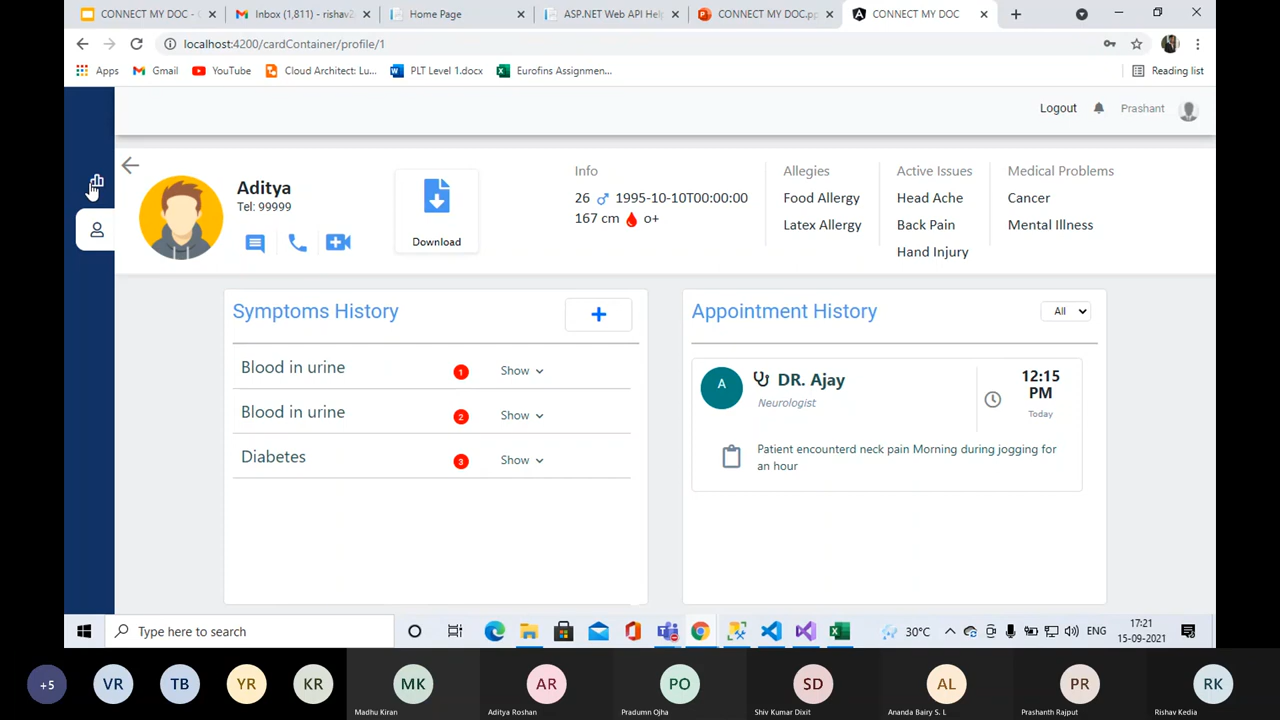 CONNECT MY DOC -
Inbox (1,811) - rishav2
Home Page
ASP.NET Web API Hel
CONNECT MY DOC.pp
CONNECT MY DOC
localhost:4200/cardContainer/profile/1
Apps
Gmail
YouTube
Cloud Architect: Lu...
PLT Level 1.docx
Eurofins Assignmen...
Reading list
Logout
Prashant
Aditya
Tel: 99999
Download
Info
26 1995-10-10T00:00:00
167 cm o+
Allegies
Food Allergy
Latex Allergy
Active Issues
Head Ache
Back Pain
Hand Injury
Medical Problems
Cancer
Mental Illness
Symptoms History
+
Blood in urine 1 Show
Blood in urine 2 Show
Diabetes 3 Show
Appointment History
All
A
DR. Ajay
Neurologist
12:15
PM
Today
Patient encounterd neck pain Morning during jogging for
an hour
Type here to search
30°C
ENG
17:21
15-09-2021
+5
VR
TB
YR
KR
MK
Madhu Kiran
AR
Aditya Roshan
PO
Pradumn Ojha
SD
Shiv Kumar Dixit
AL
Ananda Bairy S. L
PR
Prashanth Rajput
RK
Rishav Kedia